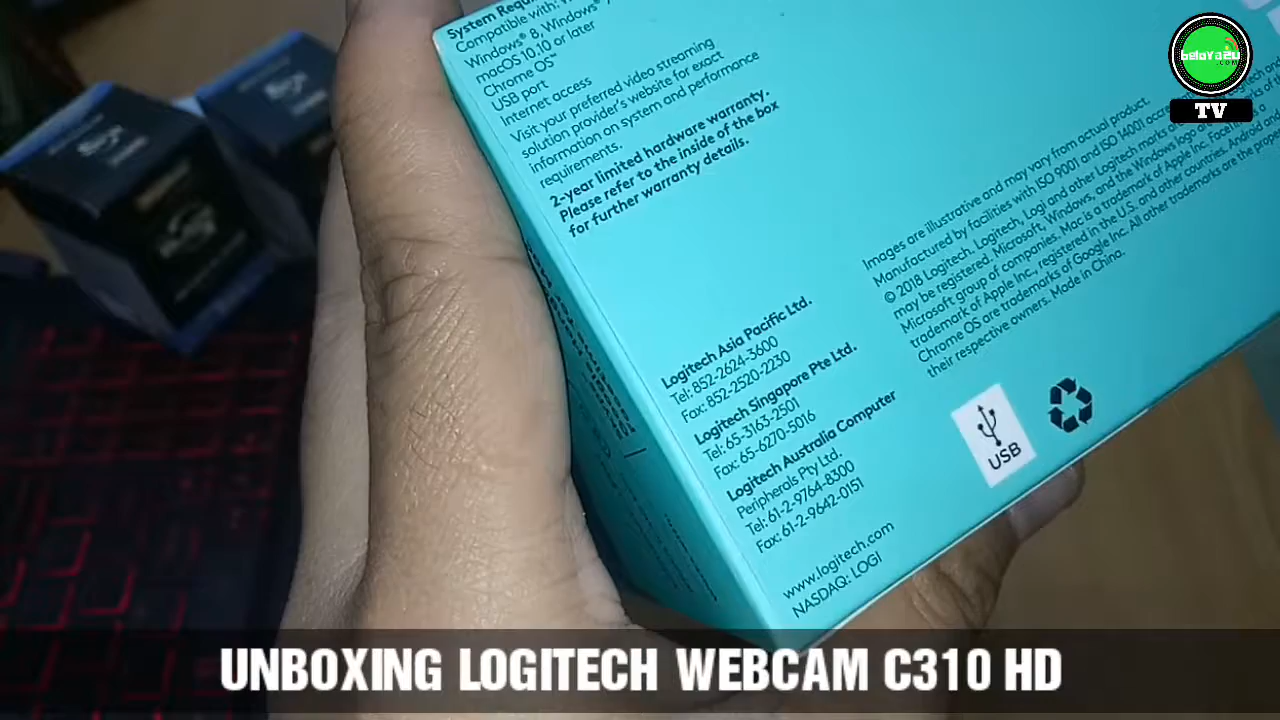 System Requ
Compatible with:
Windows® 8, Windows®
macOS 10.10 or later
Chrome OS™
USB port
Internet access
Visit your preferred video streaming
solution provider's website for exact
information on system and performance
requirements.
2-year limited hardware warranty.
Please refer to the inside of the box
for further warranty details.
Logitech Asia Pacific Ltd.
Tel: 852-2624-3600
Fax: 852-2520-2230
Logitech Singapore Pte Ltd.
Tel: 65-3163-2501
Fax: 65-6270-5016
Logitech Australia Computer
Peripherals Pty Ltd.
Tel: 61-2-9764-8300
Fax: 61-2-9642-0151
www.logitech.com
NASDAQ: LOGI
Images are illustrative and may vary from actual product.
Manufactured by facilities with ISO 9001 and ISO 14001
© 2018 Logitech. Logitech, Logi and other Logitech marks are
may be registered. Microsoft, Windows, and the Windows logo are
Microsoft group of companies. Mac is a trademark of Apple Inc.
trademark of Apple Inc., registered in the U.S. and other countries. Android and
Chrome OS are trademarks of Google Inc. All other trademarks are the
their respective owners. Made in China.
USB
beloya2u
.COM
TV
UNBOXING LOGITECH WEBCAM C310 HD